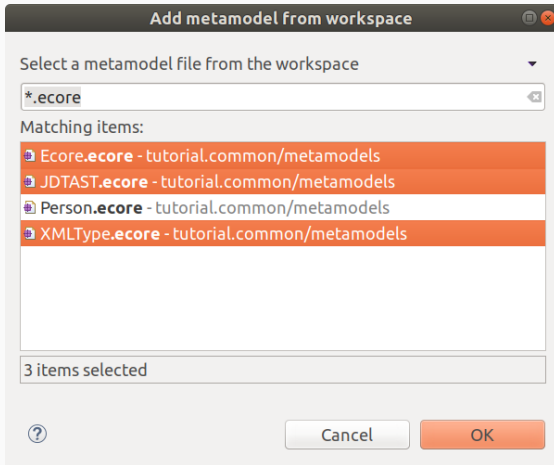 Add metamodel from workspace
Select a metamodel file from the workspace
*.ecore
Matching items:
Ecore.ecore - tutorial.common/metamodels
JDTAST.ecore - tutorial.common/metamodels
Person.ecore - tutorial.common/metamodels
XMLType.ecore - tutorial.common/metamodels
3 items selected
?
Cancel
OK